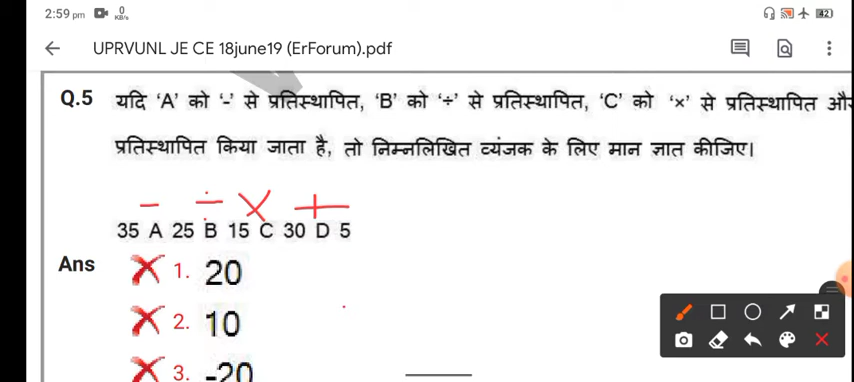 2:59 pm 0 KB/s 42
UPRVUNL JE CE 18june19 (ErForum).pdf
Q.5 यदि 'A' को '-' से प्रतिस्थापित, 'B' को '÷' से प्रतिस्थापित, 'C' को '×' से प्रतिस्थापित और
प्रतिस्थापित किया जाता है, तो निम्नलिखित व्यंजक के लिए मान ज्ञात कीजिए।
− ÷ × +
35 A 25 B 15 C 30 D 5
Ans X 1. 20
X 2. 10
X 3. -20